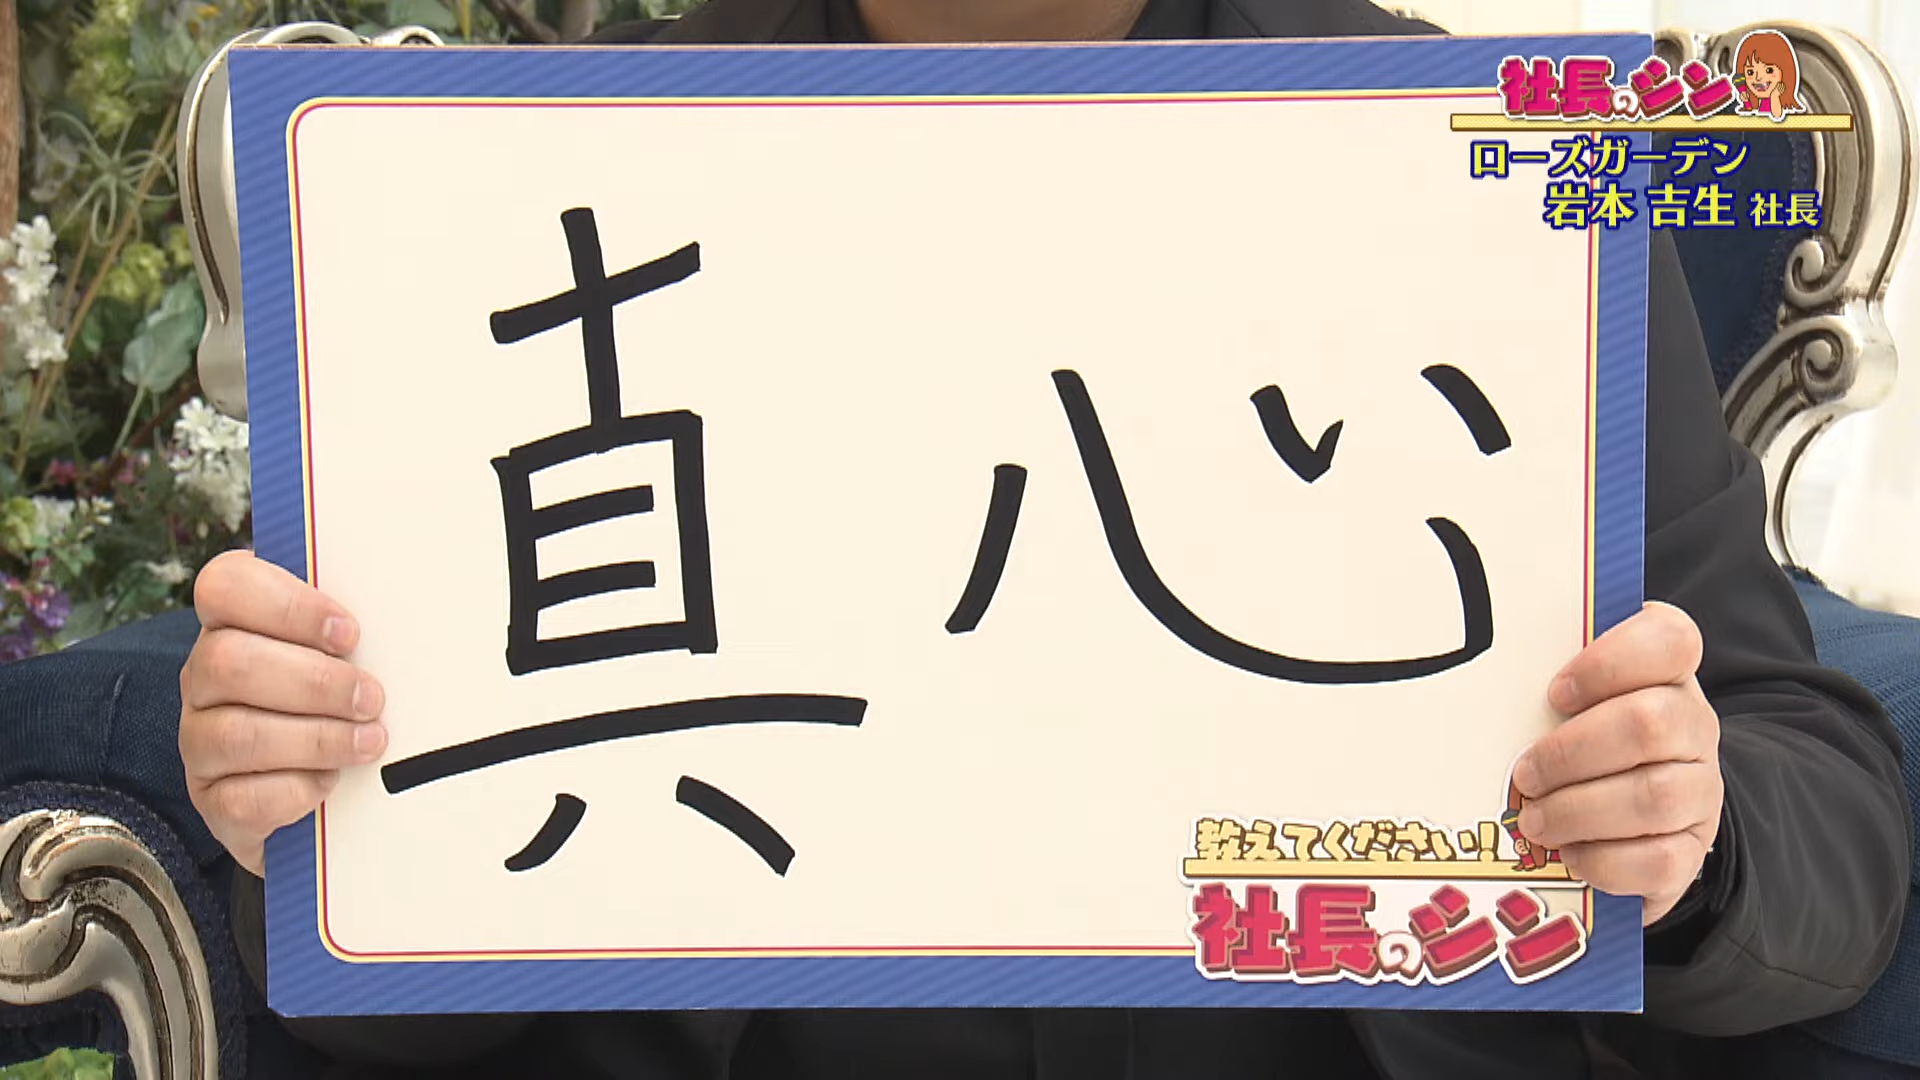 社長のシン
ローズガーデン
岩本 吉生 社長
真心
教えてください!
社長のシン